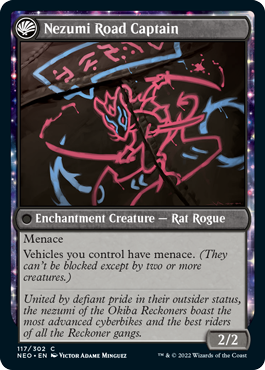 Nezumi Road Captain
Enchantment Creature — Rat Rogue
Menace
Vehicles you control have menace. (They
can't be blocked except by two or more
creatures.)
United by defiant pride in their outsider status,
the nezumi of the Okiba Reckoners boast the
most advanced cyberbikes and the best riders
of all the Reckoner gangs.
2/2
117/302 C
NEO • EN VICTOR ADAME MINGUEZ
™ & © 2022 Wizards of the Coast